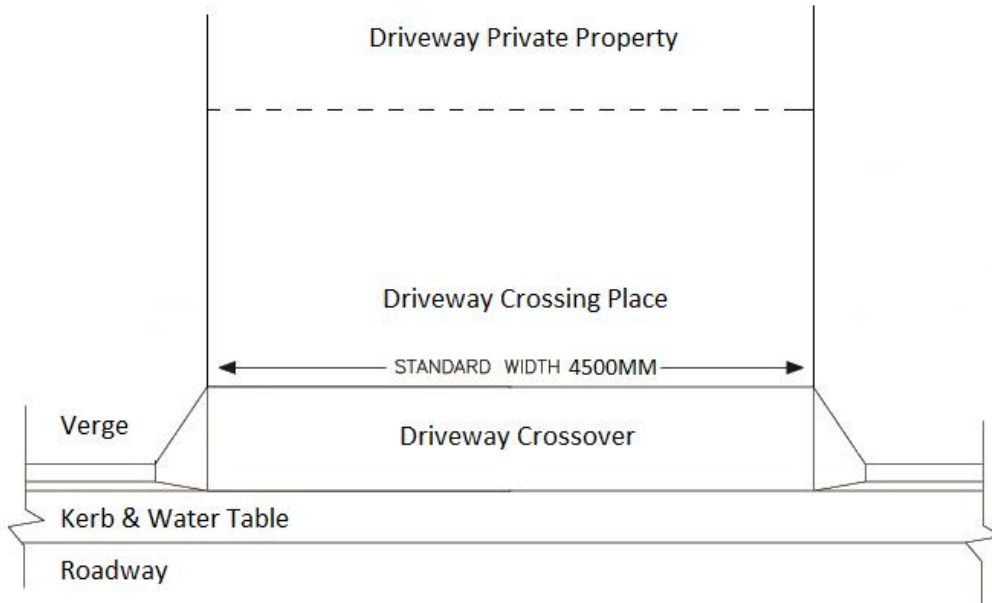 Driveway Private Property
Driveway Crossing Place
STANDARD WIDTH 4500MM
Verge
Driveway Crossover
Kerb & Water Table
Roadway